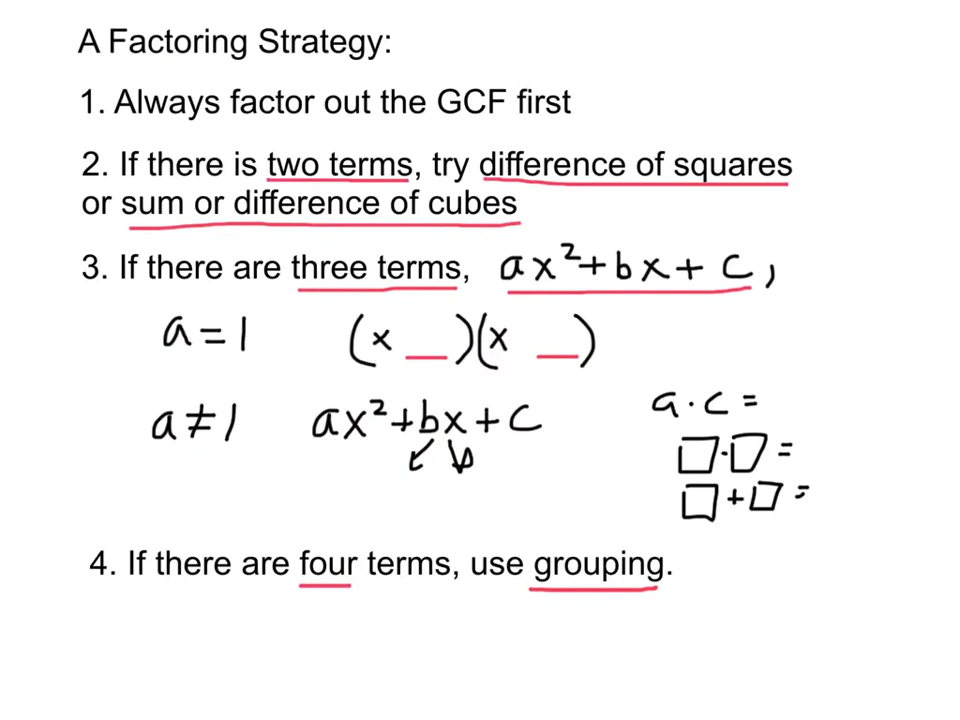 A Factoring Strategy:
1. Always factor out the GCF first
2. If there is two terms, try difference of squares
or sum or difference of cubes
3. If there are three terms, ax²+bx+c,
a=1 (x __)(x __)
a≠1 ax²+bx+c a·c=
□·□=
□+□=
4. If there are four terms, use grouping.